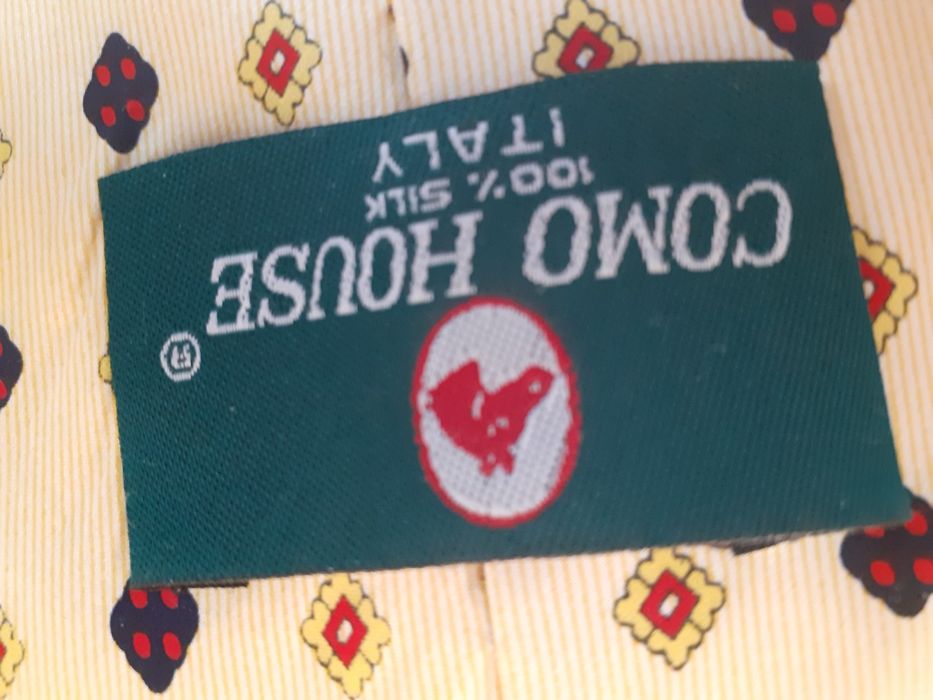 COMO HOUSE
100% SILK
ITALY